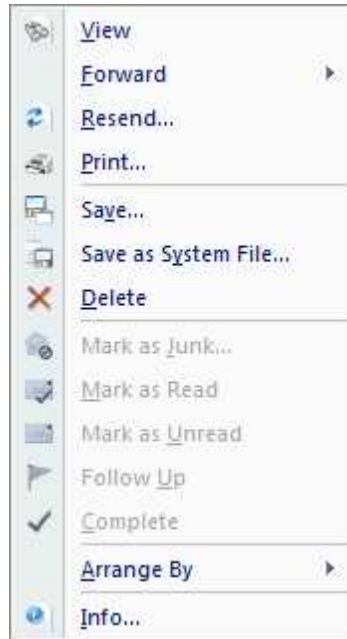 View
Forward
Resend...
Print...
Save...
Save as System File...
Delete
Mark as Junk...
Mark as Read
Mark as Unread
Follow Up
Complete
Arrange By
Info...